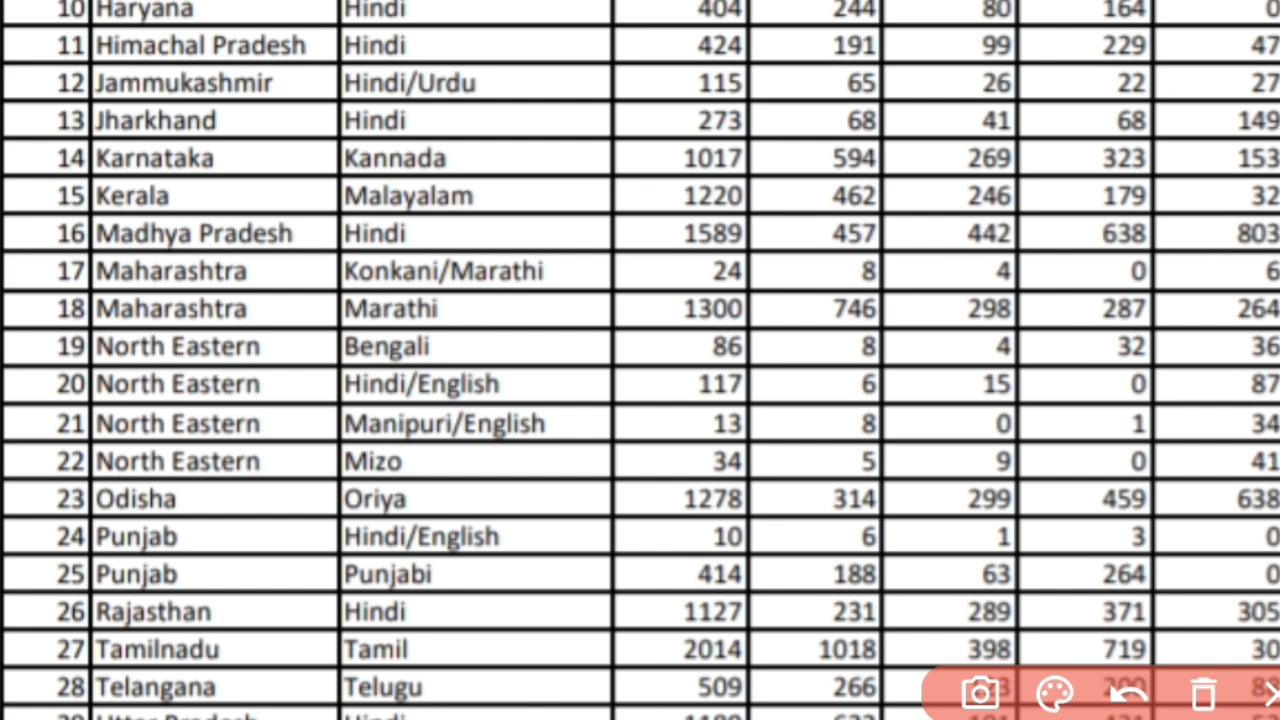 10 Haryana Hindi 404 244 80 164 0
11 Himachal Pradesh Hindi 424 191 99 229 47
12 Jammukashmir Hindi/Urdu 115 65 26 22 27
13 Jharkhand Hindi 273 68 41 68 149
14 Karnataka Kannada 1017 594 269 323 153
15 Kerala Malayalam 1220 462 246 179 32
16 Madhya Pradesh Hindi 1589 457 442 638 803
17 Maharashtra Konkani/Marathi 24 8 4 0 6
18 Maharashtra Marathi 1300 746 298 287 264
19 North Eastern Bengali 86 8 4 32 36
20 North Eastern Hindi/English 117 6 15 0 87
21 North Eastern Manipuri/English 13 8 0 1 34
22 North Eastern Mizo 34 5 9 0 41
23 Odisha Oriya 1278 314 299 459 638
24 Punjab Hindi/English 10 6 1 3 0
25 Punjab Punjabi 414 188 63 264 0
26 Rajasthan Hindi 1127 231 289 371 305
27 Tamilnadu Tamil 2014 1018 398 719 30
28 Telangana Telugu 509 266 200
Hindi